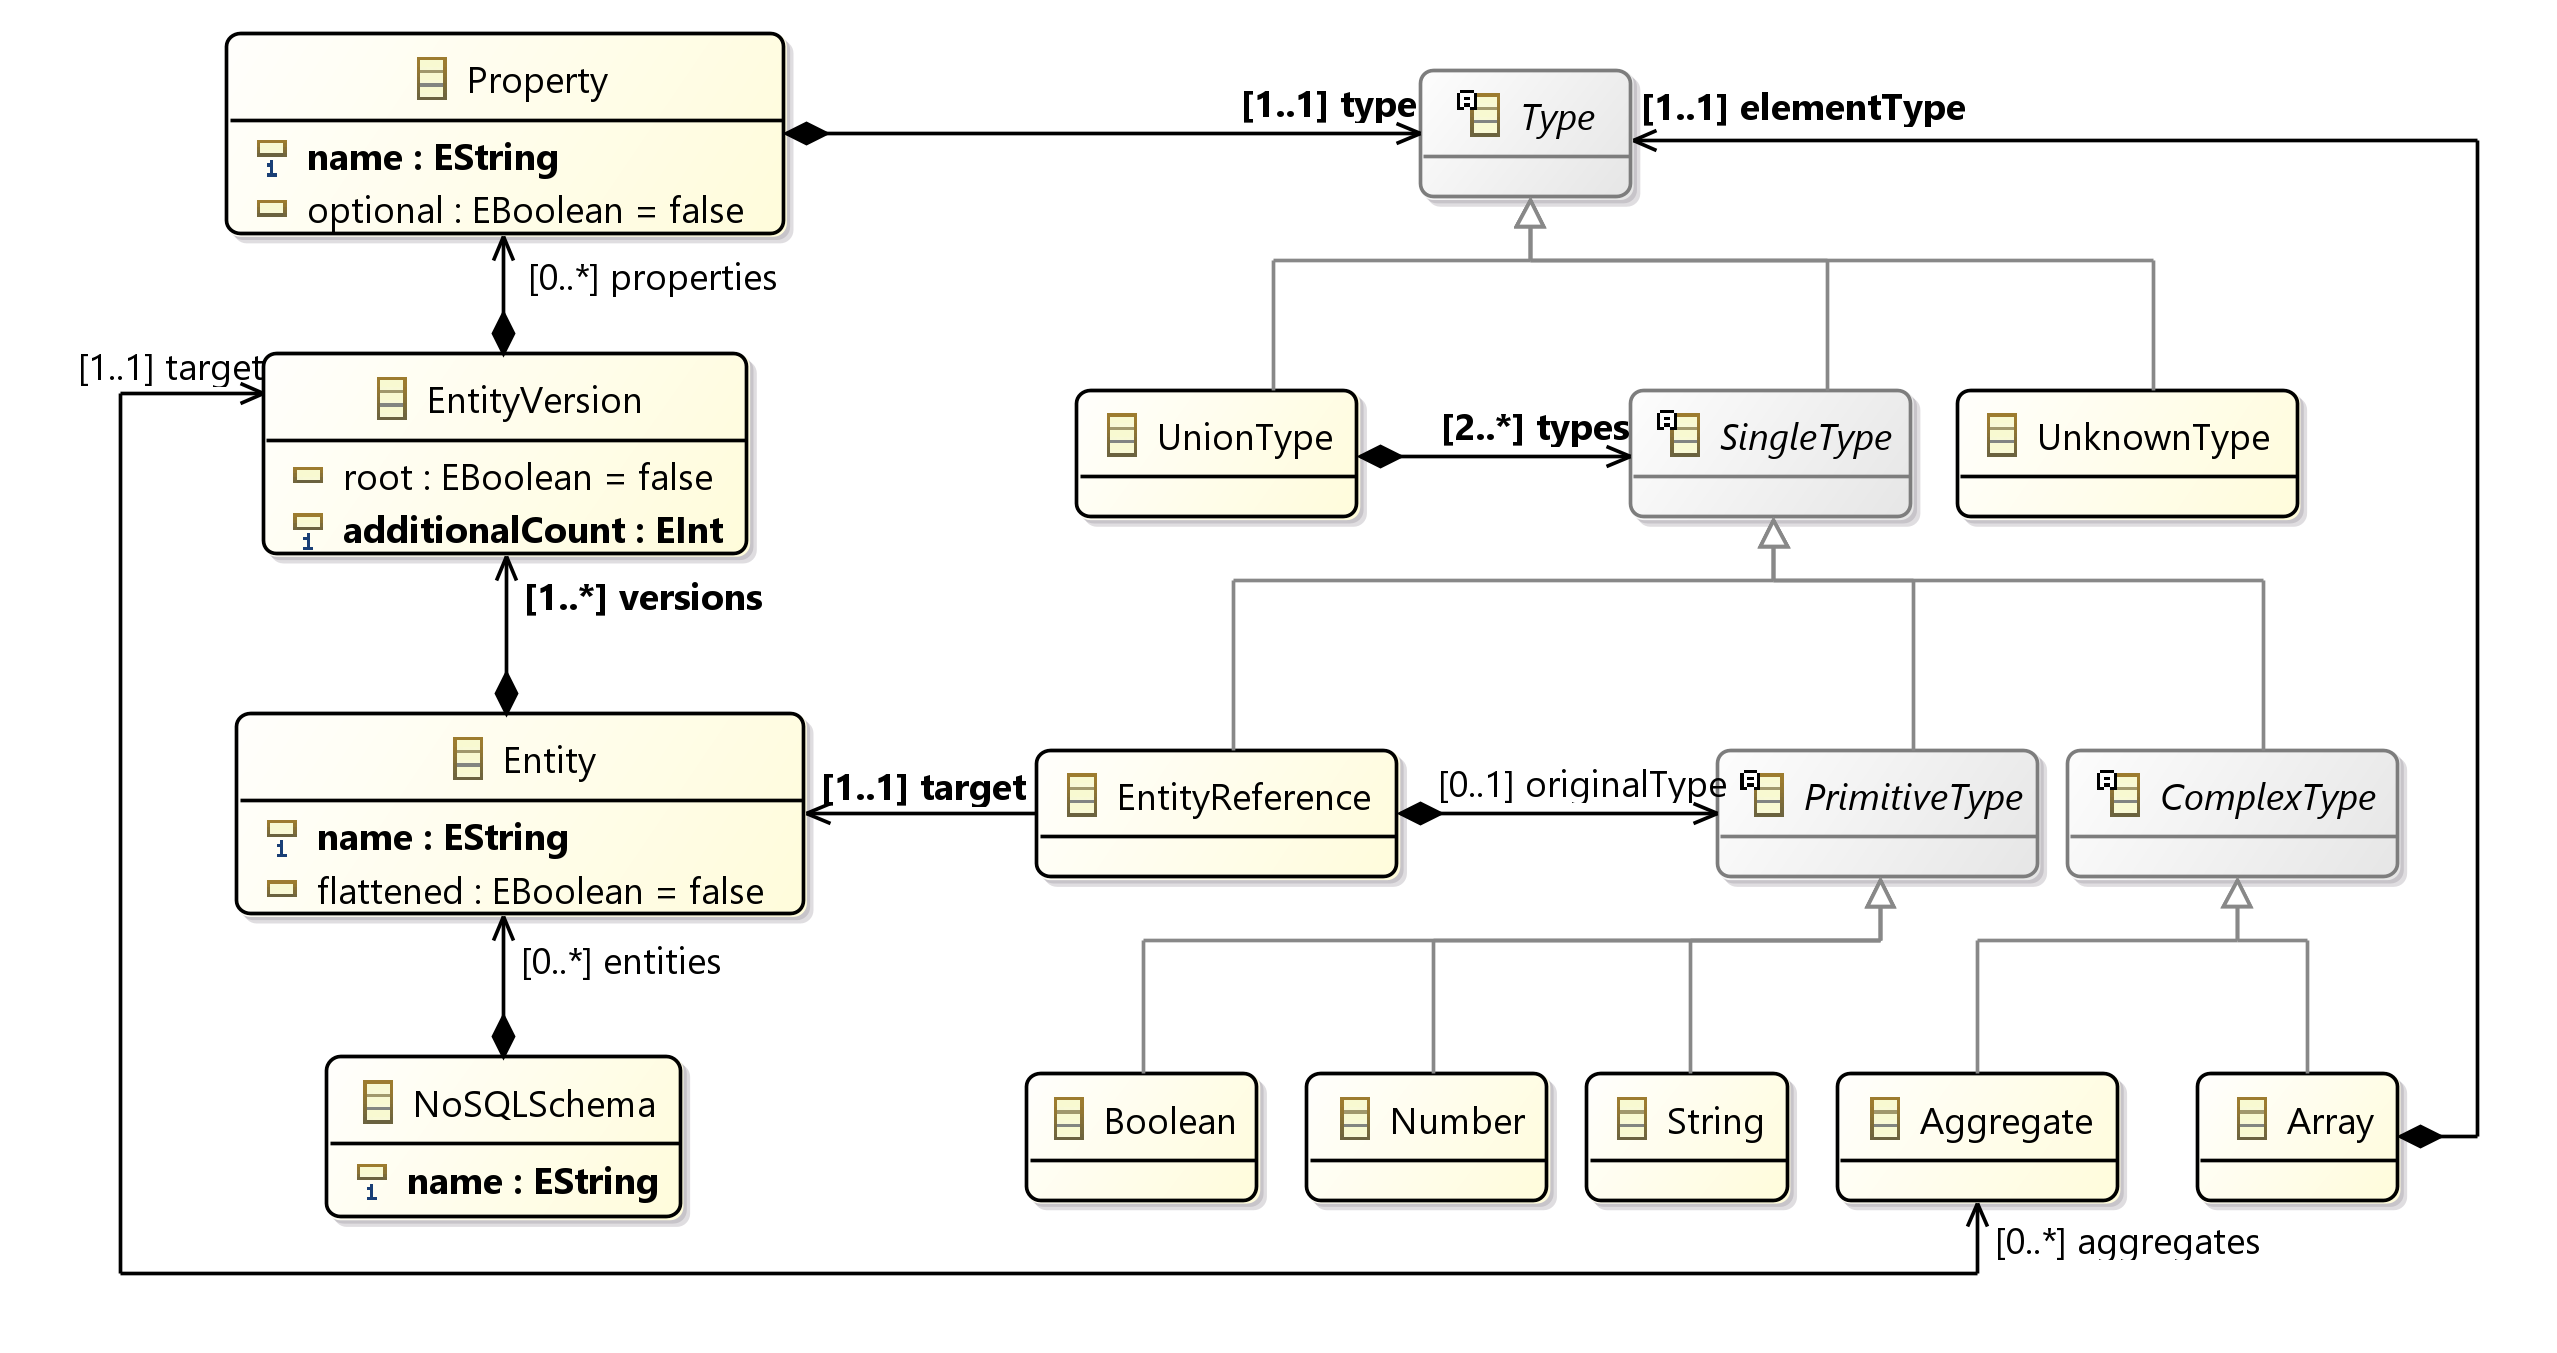 Property
name : EString
optional : EBoolean = false
[1..1] type
Type
[1..1] elementType
[0..*] properties
[1..1] target
EntityVersion
root : EBoolean = false
additionalCount : EInt
UnionType
[2..*] types
SingleType
UnknownType
[1..*] versions
Entity
name : EString
flattened : EBoolean = false
[1..1] target
EntityReference
[0..1] originalType
PrimitiveType
ComplexType
[0..*] entities
NoSQLSchema
name : EString
Boolean
Number
String
Aggregate
Array
[0..*] aggregates